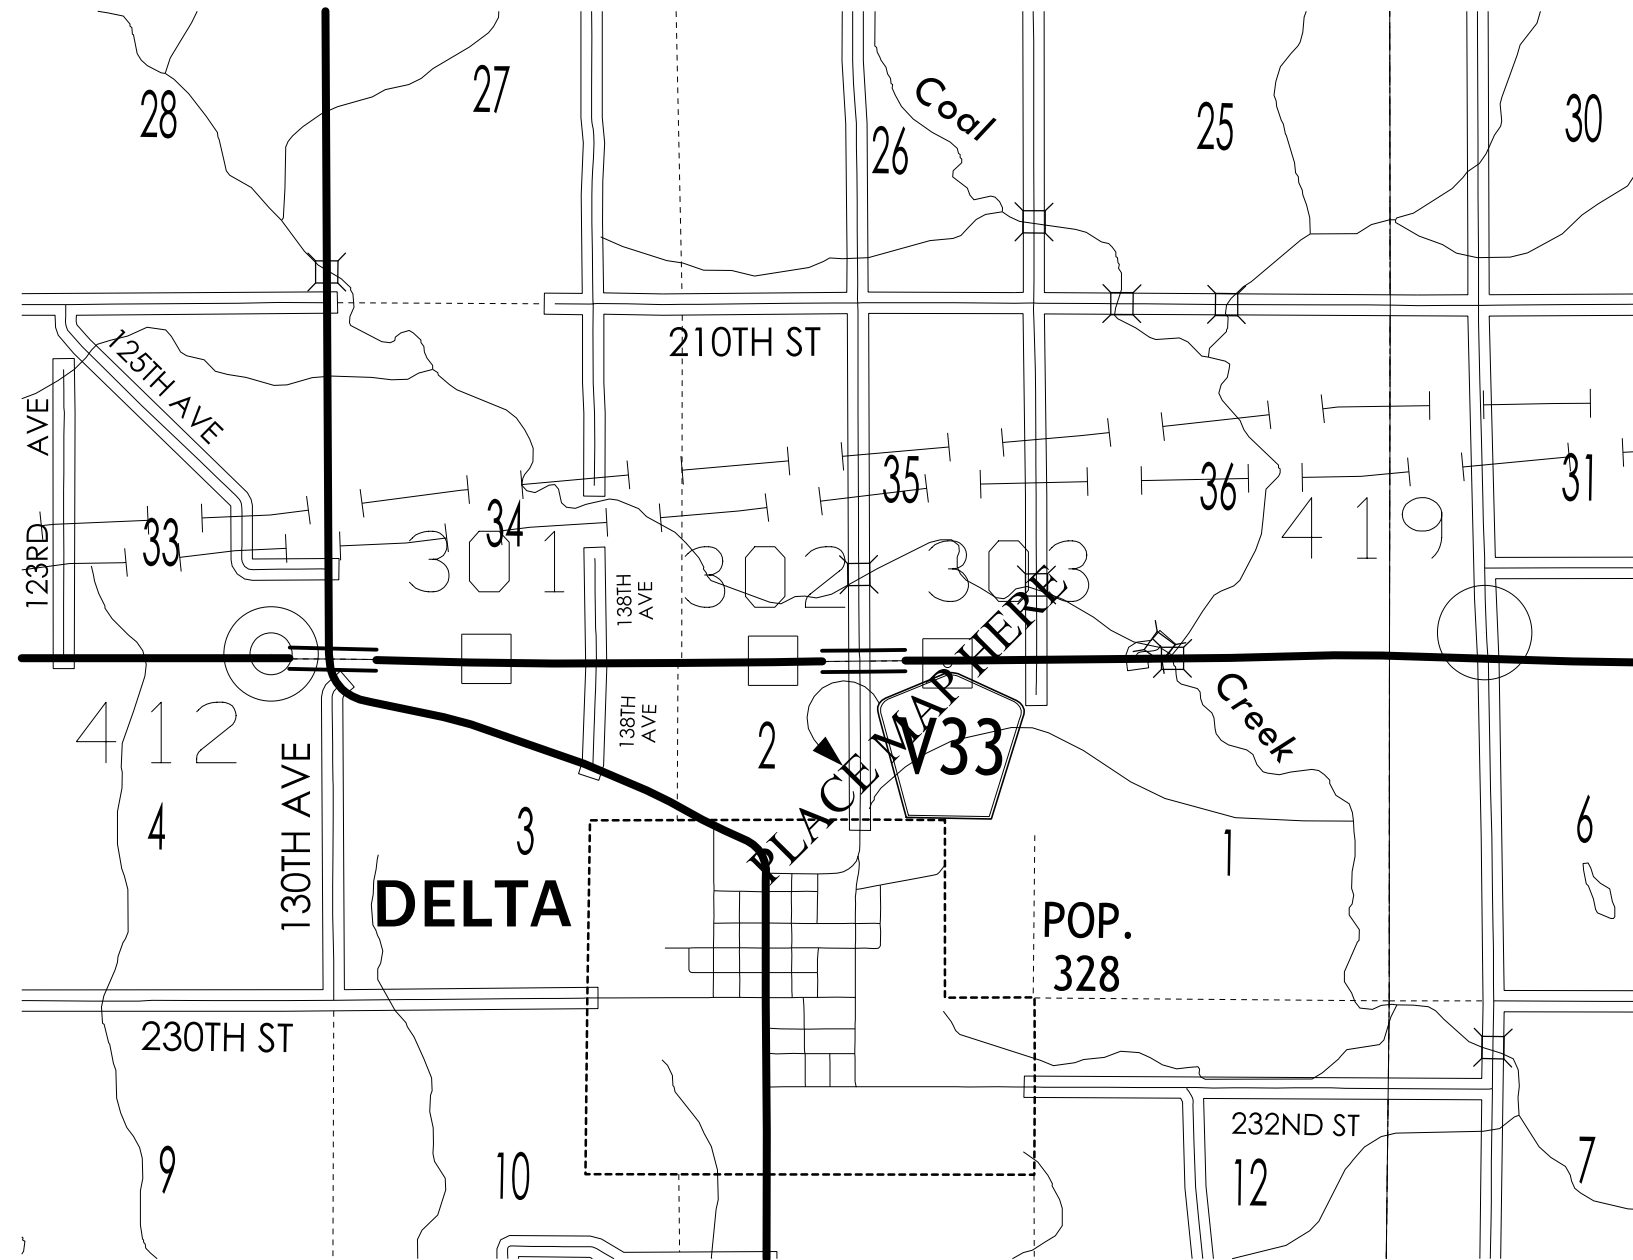 28
27
Coal
26
25
30
210TH ST
125TH AVE
123RD AVE
33
34
35
36
31
301
302
303
419
138TH
AVE
PLACE MAP HERE
412
130TH AVE
138TH
AVE
2
V33
Creek
4
3
1
6
DELTA
POP.
328
230TH ST
232ND ST
9
10
12
7